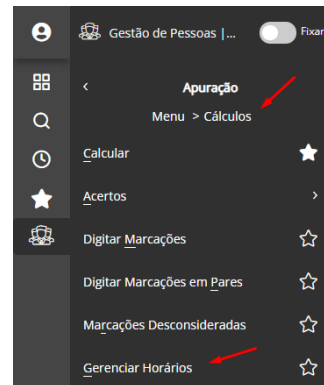 Gestão de Pessoas |...
Fixar
< Apuração
Menu > Cálculos
Calcular
Acertos >
Digitar Marcações
Digitar Marcações em Pares
Marcações Desconsideradas
Gerenciar Horários